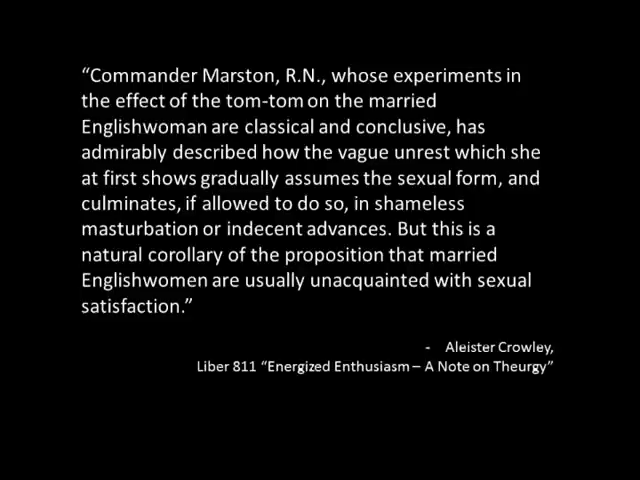 “Commander Marston, R.N., whose experiments in
the effect of the tom-tom on the married
Englishwoman are classical and conclusive, has
admirably described how the vague unrest which she
at first shows gradually assumes the sexual form, and
culminates, if allowed to do so, in shameless
masturbation or indecent advances. But this is a
natural corollary of the proposition that married
Englishwomen are usually unacquainted with sexual
satisfaction.”
- Aleister Crowley,
Liber 811 “Energized Enthusiasm – A Note on Theurgy”